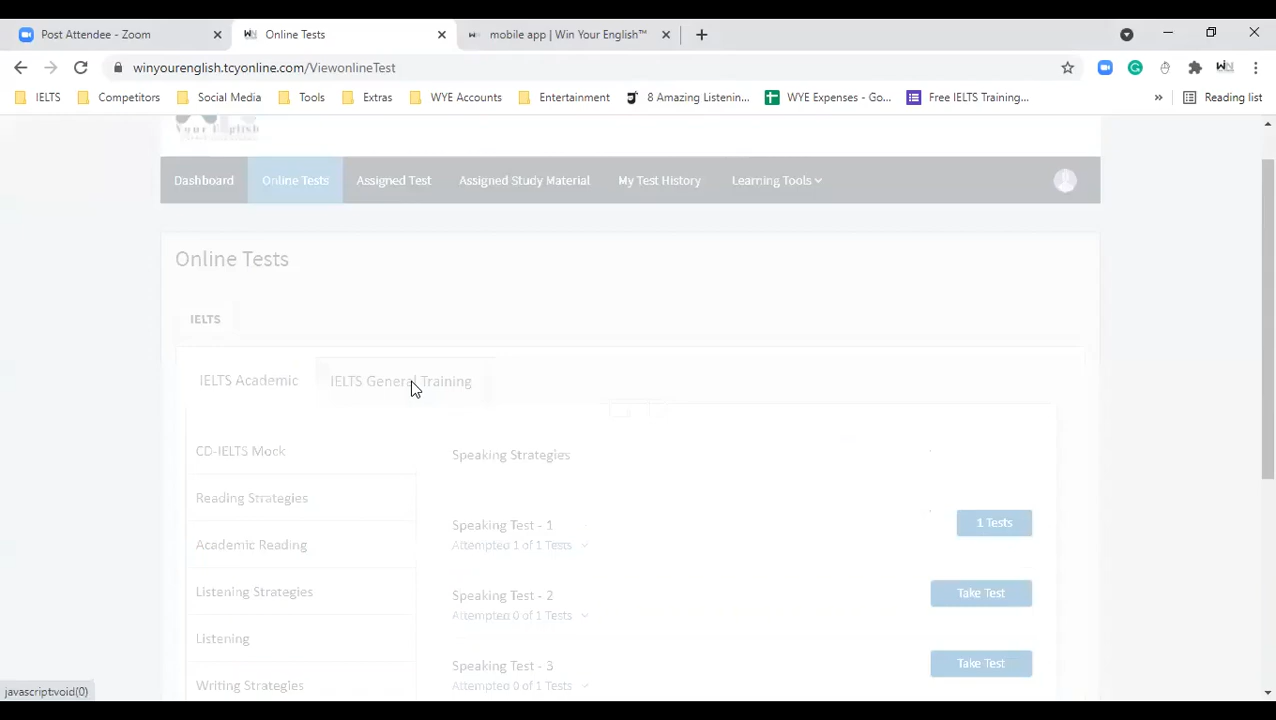 Post Attendee - Zoom
Online Tests
mobile app | Win Your English™
winyourenglish.tcyonline.com/ViewonlineTest
IELTS
Competitors
Social Media
Tools
Extras
WYE Accounts
Entertainment
8 Amazing Listenin...
WYE Expenses - Go...
Free IELTS Training...
»
Reading list
Your English
Dashboard
Online Tests
Assigned Test
Assigned Study Material
My Test History
Learning Tools
Online Tests
IELTS
IELTS Academic
IELTS General Training
CD-IELTS Mock
Reading Strategies
Academic Reading
Listening Strategies
Listening
Writing Strategies
Speaking Strategies
Speaking Test - 1
Attempted 1 of 1 Tests
1 Tests
Speaking Test - 2
Attempted 0 of 1 Tests
Take Test
Speaking Test - 3
Attempted 0 of 1 Tests
Take Test
javascript:void(0)